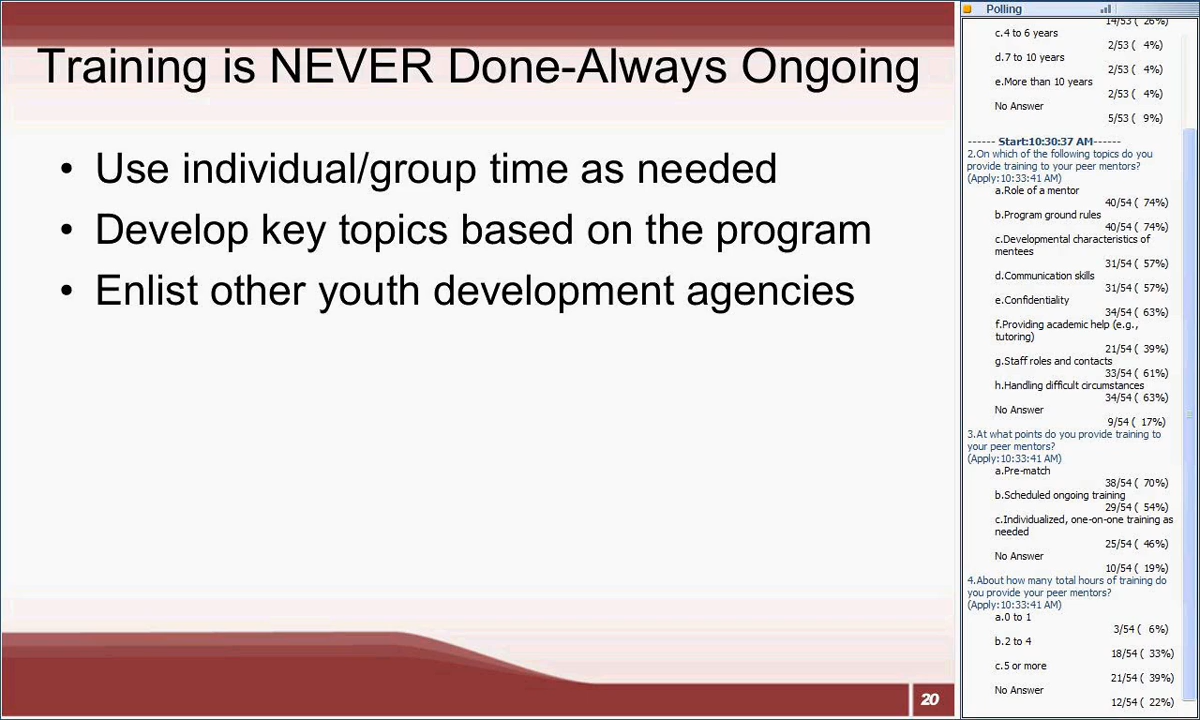 Training is NEVER Done-Always Ongoing
• Use individual/group time as needed
• Develop key topics based on the program
• Enlist other youth development agencies
20
Polling
14/53 ( 26%)
c.4 to 6 years
2/53 ( 4%)
d.7 to 10 years
2/53 ( 4%)
e.More than 10 years
2/53 ( 4%)
No Answer
5/53 ( 9%)
------ Start:10:30:37 AM------
2.On which of the following topics do you
provide training to your peer mentors?
(Apply:10:33:41 AM)
a.Role of a mentor
40/54 ( 74%)
b.Program ground rules
40/54 ( 74%)
c.Developmental characteristics of
mentees
31/54 ( 57%)
d.Communication skills
31/54 ( 57%)
e.Confidentiality
34/54 ( 63%)
f.Providing academic help (e.g.,
tutoring)
21/54 ( 39%)
g.Staff roles and contacts
33/54 ( 61%)
h.Handling difficult circumstances
34/54 ( 63%)
No Answer
9/54 ( 17%)
3.At what points do you provide training to
your peer mentors?
(Apply:10:33:41 AM)
a.Pre-match
38/54 ( 70%)
b.Scheduled ongoing training
29/54 ( 54%)
c.Individualized, one-on-one training as
needed
25/54 ( 46%)
No Answer
10/54 ( 19%)
4.About how many total hours of training do
you provide your peer mentors?
(Apply:10:33:41 AM)
a.0 to 1
3/54 ( 6%)
b.2 to 4
18/54 ( 33%)
c.5 or more
21/54 ( 39%)
No Answer
12/54 ( 22%)